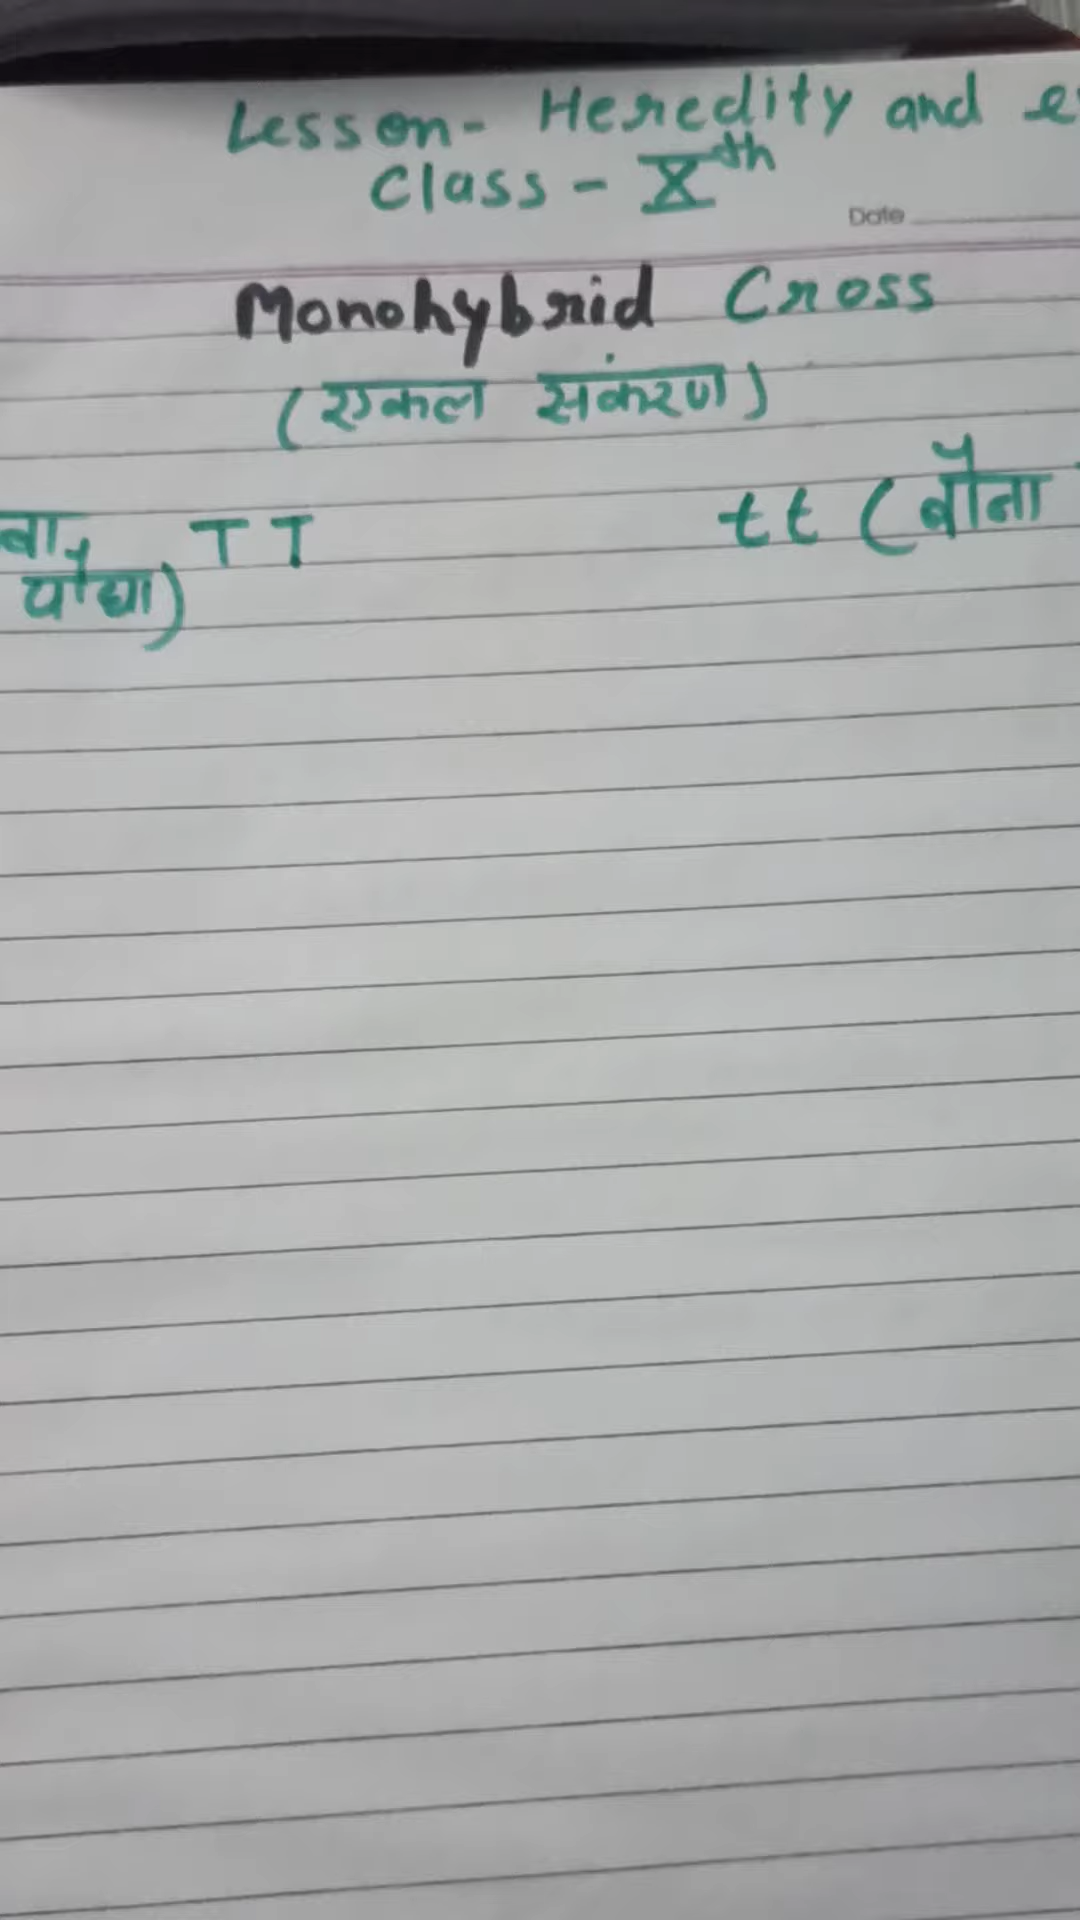 Lesson- Heredity and e
Class - Xth
Date
Monohybrid Cross
(एकल संकरण)
बा TT tt (बौना
पौधा)